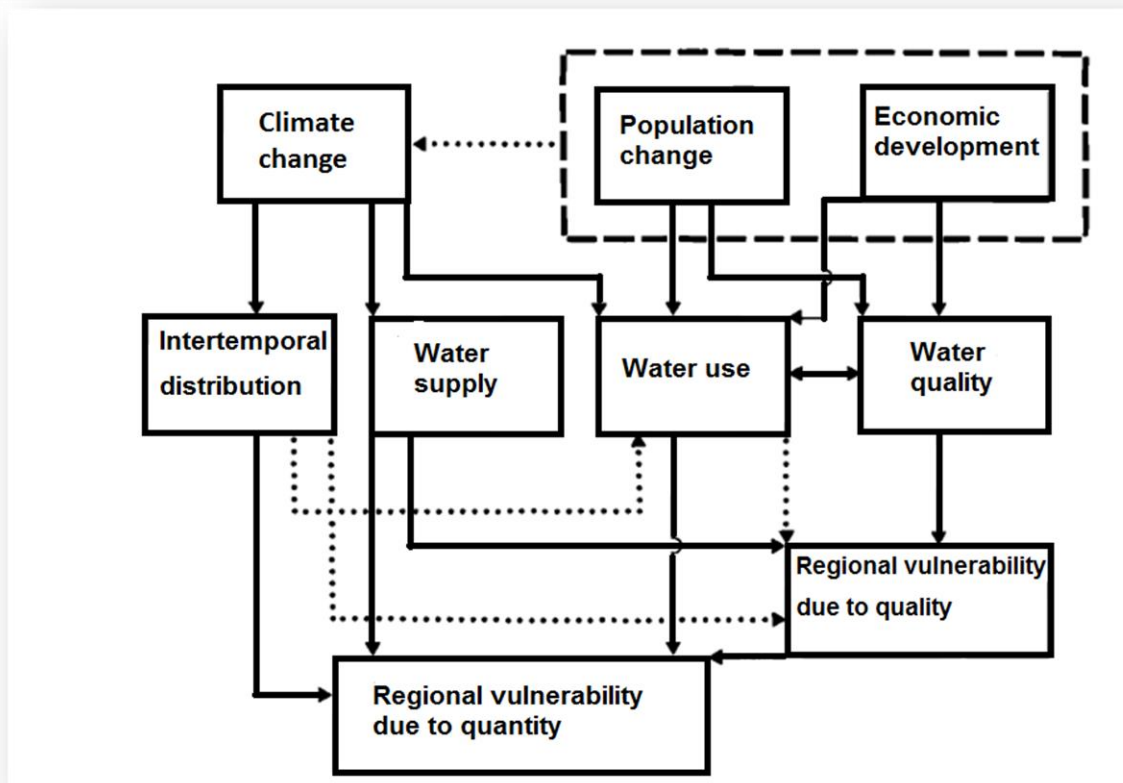 Climate
change
Population
change
Economic
development
Intertemporal
distribution
Water
supply
Water use
Water
quality
Regional vulnerability
due to quality
Regional vulnerability
due to quantity